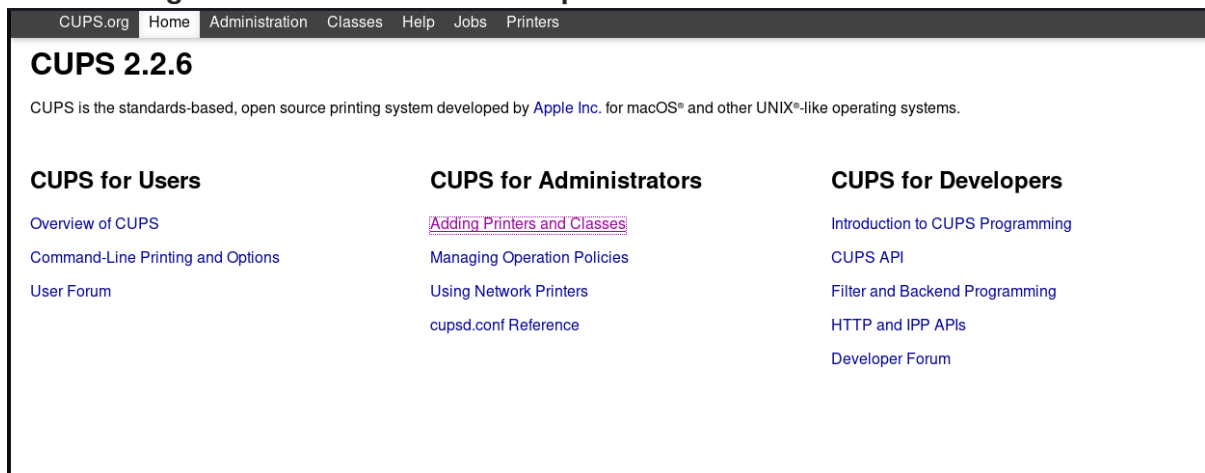 CUPS.org Home Administration Classes Help Jobs Printers
CUPS 2.2.6
CUPS is the standards-based, open source printing system developed by Apple Inc. for macOS® and other UNIX®-like operating systems.
CUPS for Users
Overview of CUPS
Command-Line Printing and Options
User Forum
CUPS for Administrators
Adding Printers and Classes
Managing Operation Policies
Using Network Printers
cupsd.conf Reference
CUPS for Developers
Introduction to CUPS Programming
CUPS API
Filter and Backend Programming
HTTP and IPP APIs
Developer Forum